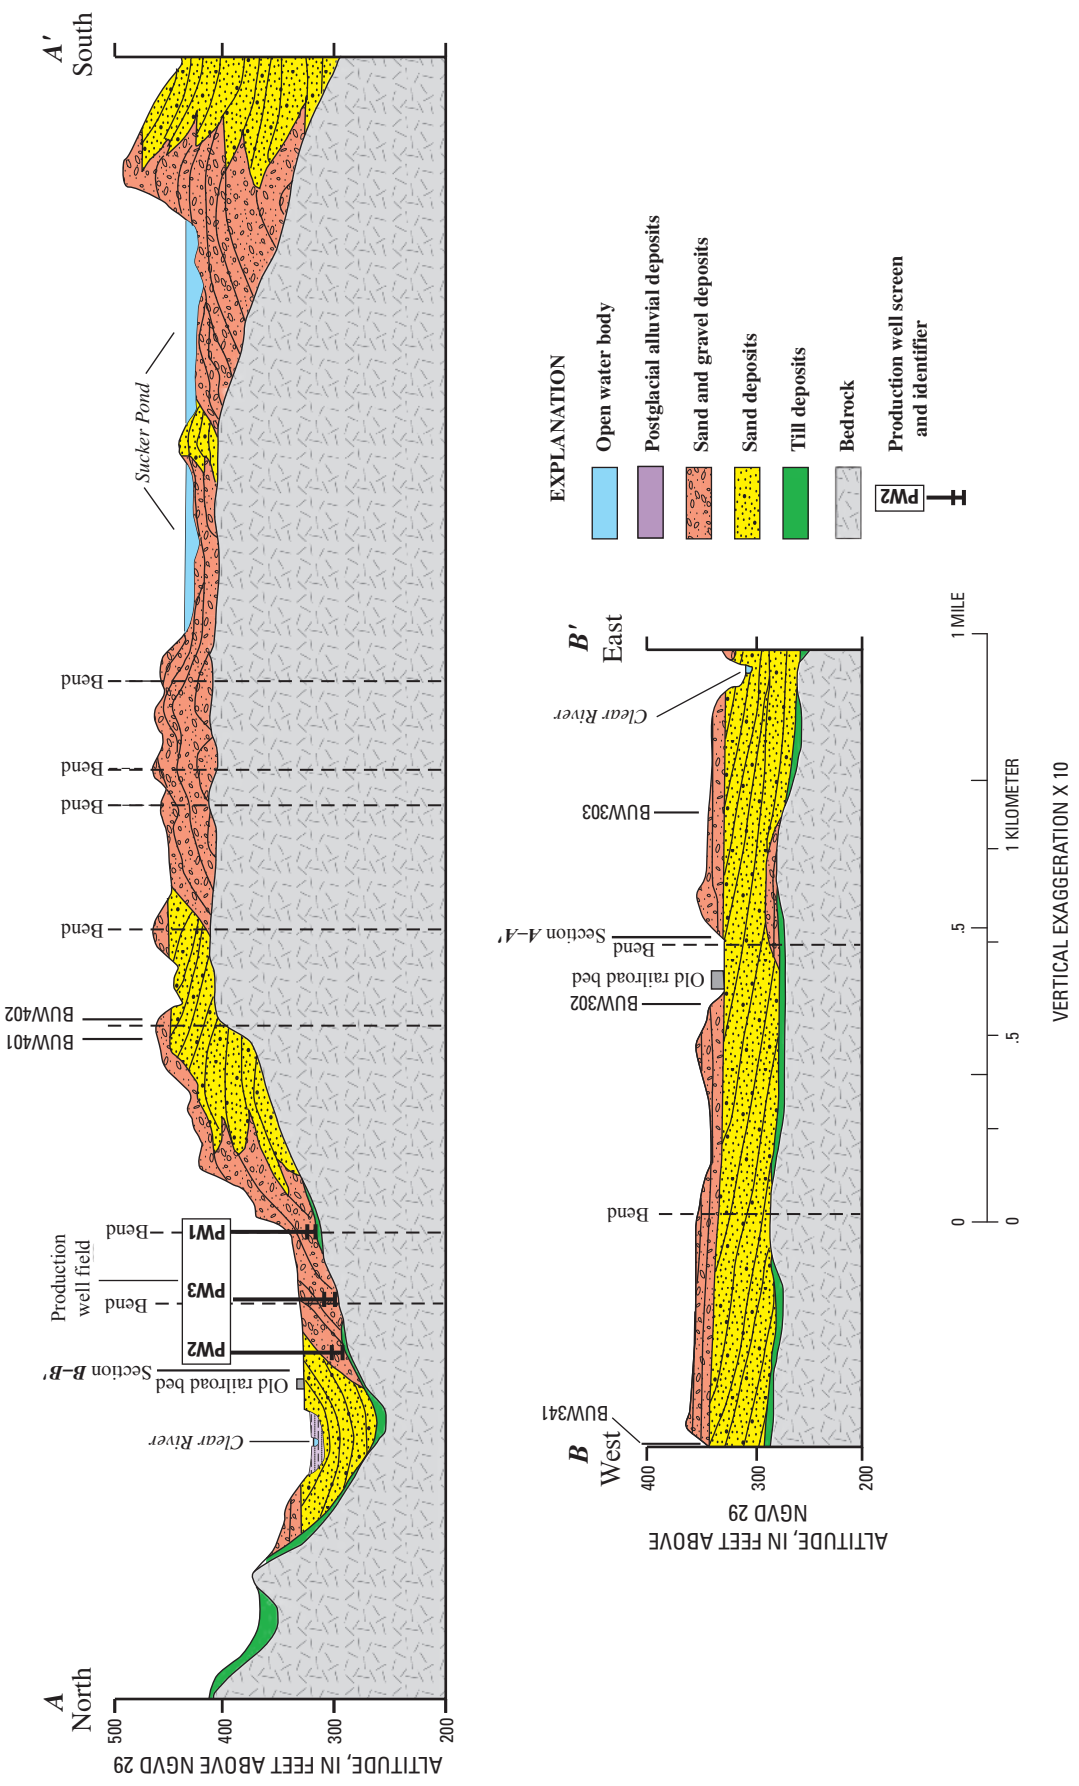 A
North
A'
South
500
400
300
200
ALTITUDE, IN FEET ABOVE NGVD 29
Clear River
Old railroad bed
Section B–B'
Production
well field
PW2
PW3
PW1
Bend
Bend
BUW401
BUW402
Bend
Bend
Bend
Bend
Sucker Pond
B
West
B'
East
400
300
200
ALTITUDE, IN FEET ABOVE
NGVD 29
BUW341
Bend
BUW302
Old railroad bed
Bend
Section A–A'
BUW303
Clear River
EXPLANATION
Open water body
Postglacial alluvial deposits
Sand and gravel deposits
Sand deposits
Till deposits
Bedrock
PW2
Production well screen
and identifier
0 .5 1 MILE
0 .5 1 KILOMETER
VERTICAL EXAGGERATION X 10